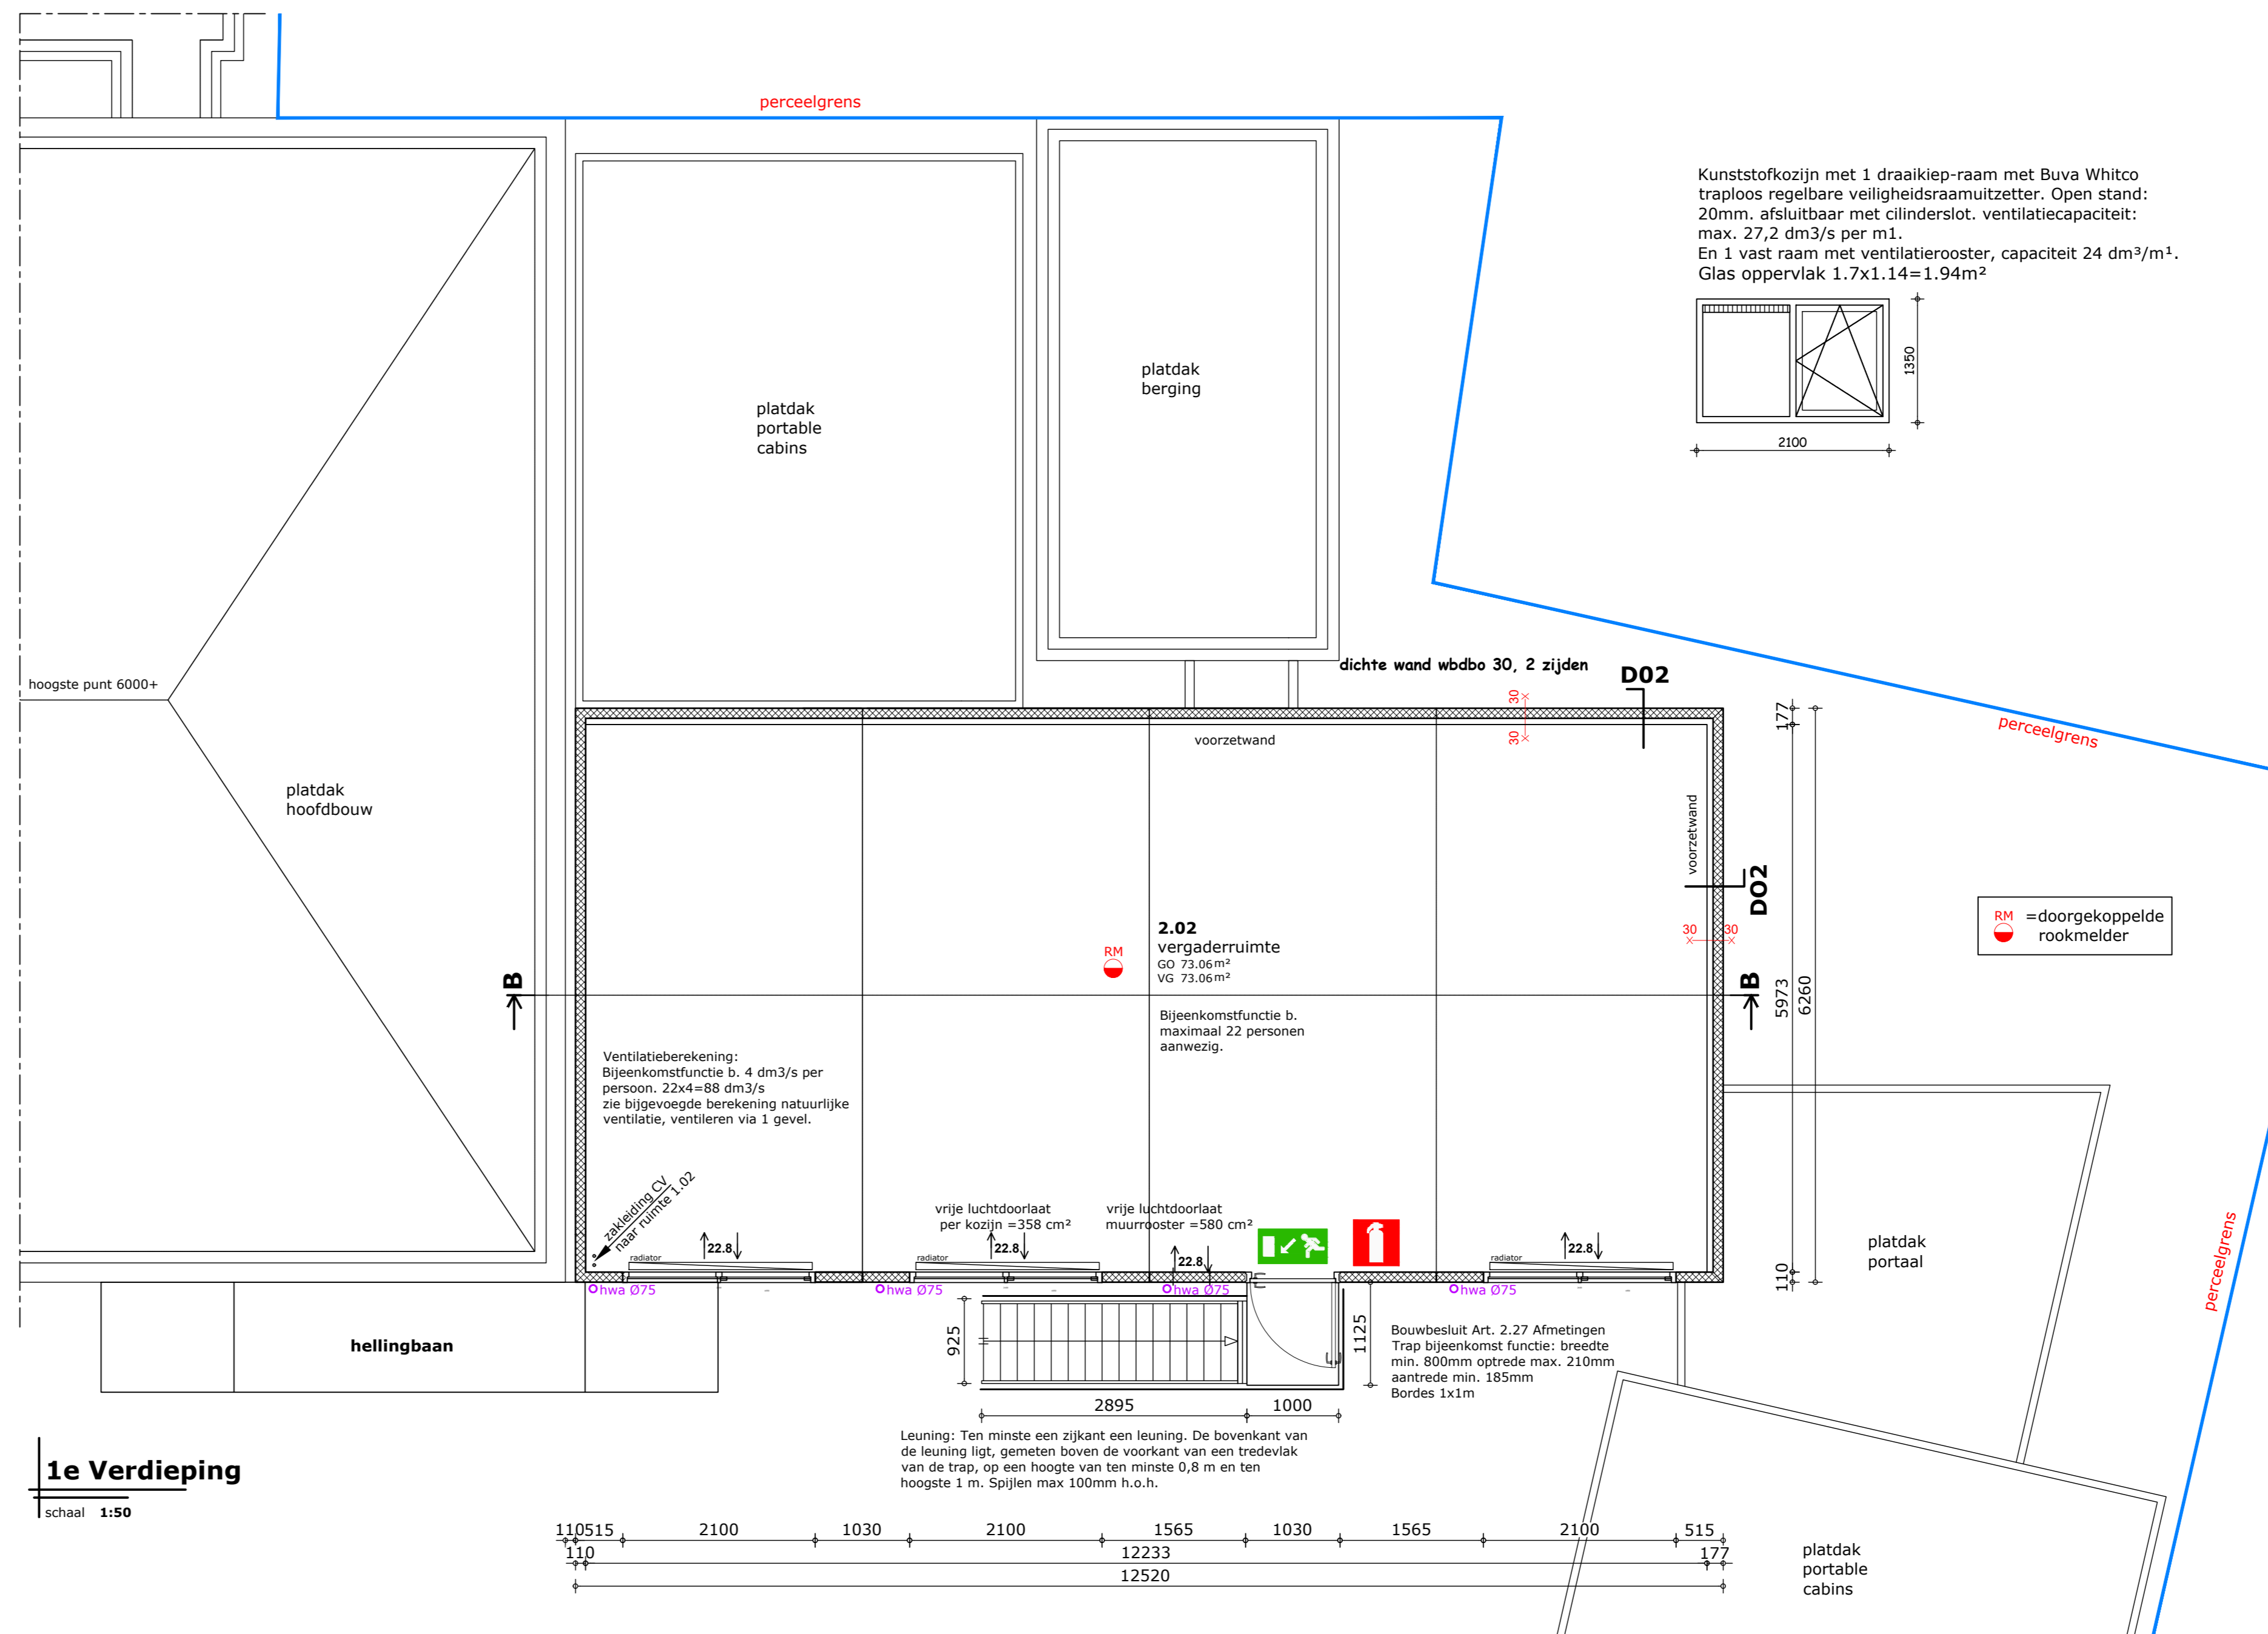 perceelgrens
Kunststofkozijn met 1 draaikiep-raam met Buva Whitco
traploos regelbare veiligheidsraamuitzetter. Open stand:
20mm. afsluitbaar met cilinderslot. ventilatiecapaciteit:
max. 27,2 dm3/s per m1.
En 1 vast raam met ventilatierooster, capaciteit 24 dm³/m¹.
Glas oppervlak 1.7x1.14=1.94m²
1350
2100
platdak
berging
platdak
portable
cabins
hoogste punt 6000+
platdak
hoofdbouw
dichte wand wbdbo 30, 2 zijden
D02
30
30
voorzetwand
177
perceelgrens
voorzetwand
DO2
30 30
RM =doorgekoppelde
rookmelder
2.02
vergaderruimte
GO 73.06m²
VG 73.06m²
RM
B
B
5973
6260
Bijeenkomstfunctie b.
maximaal 22 personen
aanwezig.
Ventilatieberekening:
Bijeenkomstfunctie b. 4 dm3/s per
persoon. 22x4=88 dm3/s
zie bijgevoegde berekening natuurlijke
ventilatie, ventileren via 1 gevel.
zakleiding CV
naar ruimte 1.02
vrije luchtdoorlaat
per kozijn =358 cm²
vrije luchtdoorlaat
muurrooster =580 cm²
radiator
22.8
radiator
22.8
22.8
radiator
22.8
110
hwa Ø75
hwa Ø75
hwa Ø75
hwa Ø75
platdak
portaal
perceelgrens
hellingbaan
925
1125
Bouwbesluit Art. 2.27 Afmetingen
Trap bijeenkomst functie: breedte
min. 800mm optrede max. 210mm
aantrede min. 185mm
Bordes 1x1m
2895
1000
Leuning: Ten minste een zijkant een leuning. De bovenkant van
de leuning ligt, gemeten boven de voorkant van een tredevlak
van de trap, op een hoogte van ten minste 0,8 m en ten
hoogste 1 m. Spijlen max 100mm h.o.h.
1e Verdieping
schaal 1:50
110 515 2100 1030 2100 1565 1030 1565 2100 515
110 12233 177
12520
platdak
portable
cabins